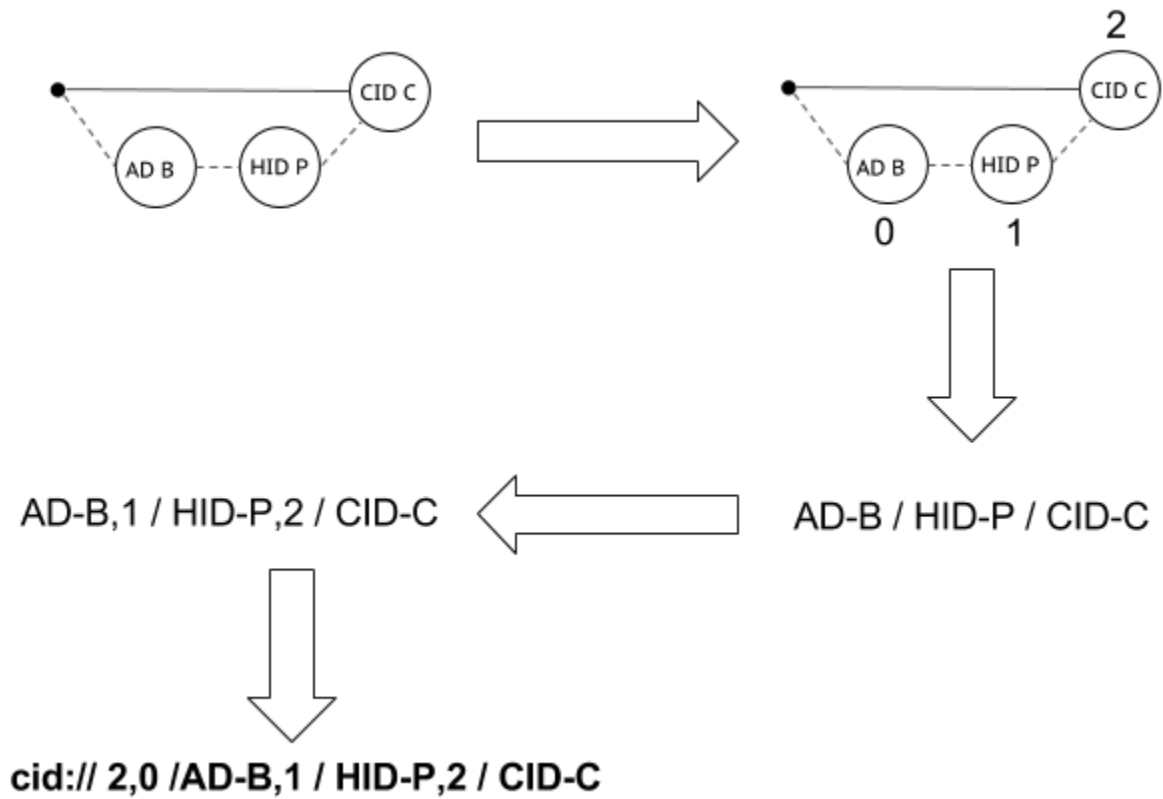 CID C
AD B
HID P
2
CID C
AD B
HID P
0
1
AD-B / HID-P / CID-C
AD-B,1 / HID-P,2 / CID-C
cid:// 2,0 /AD-B,1 / HID-P,2 / CID-C